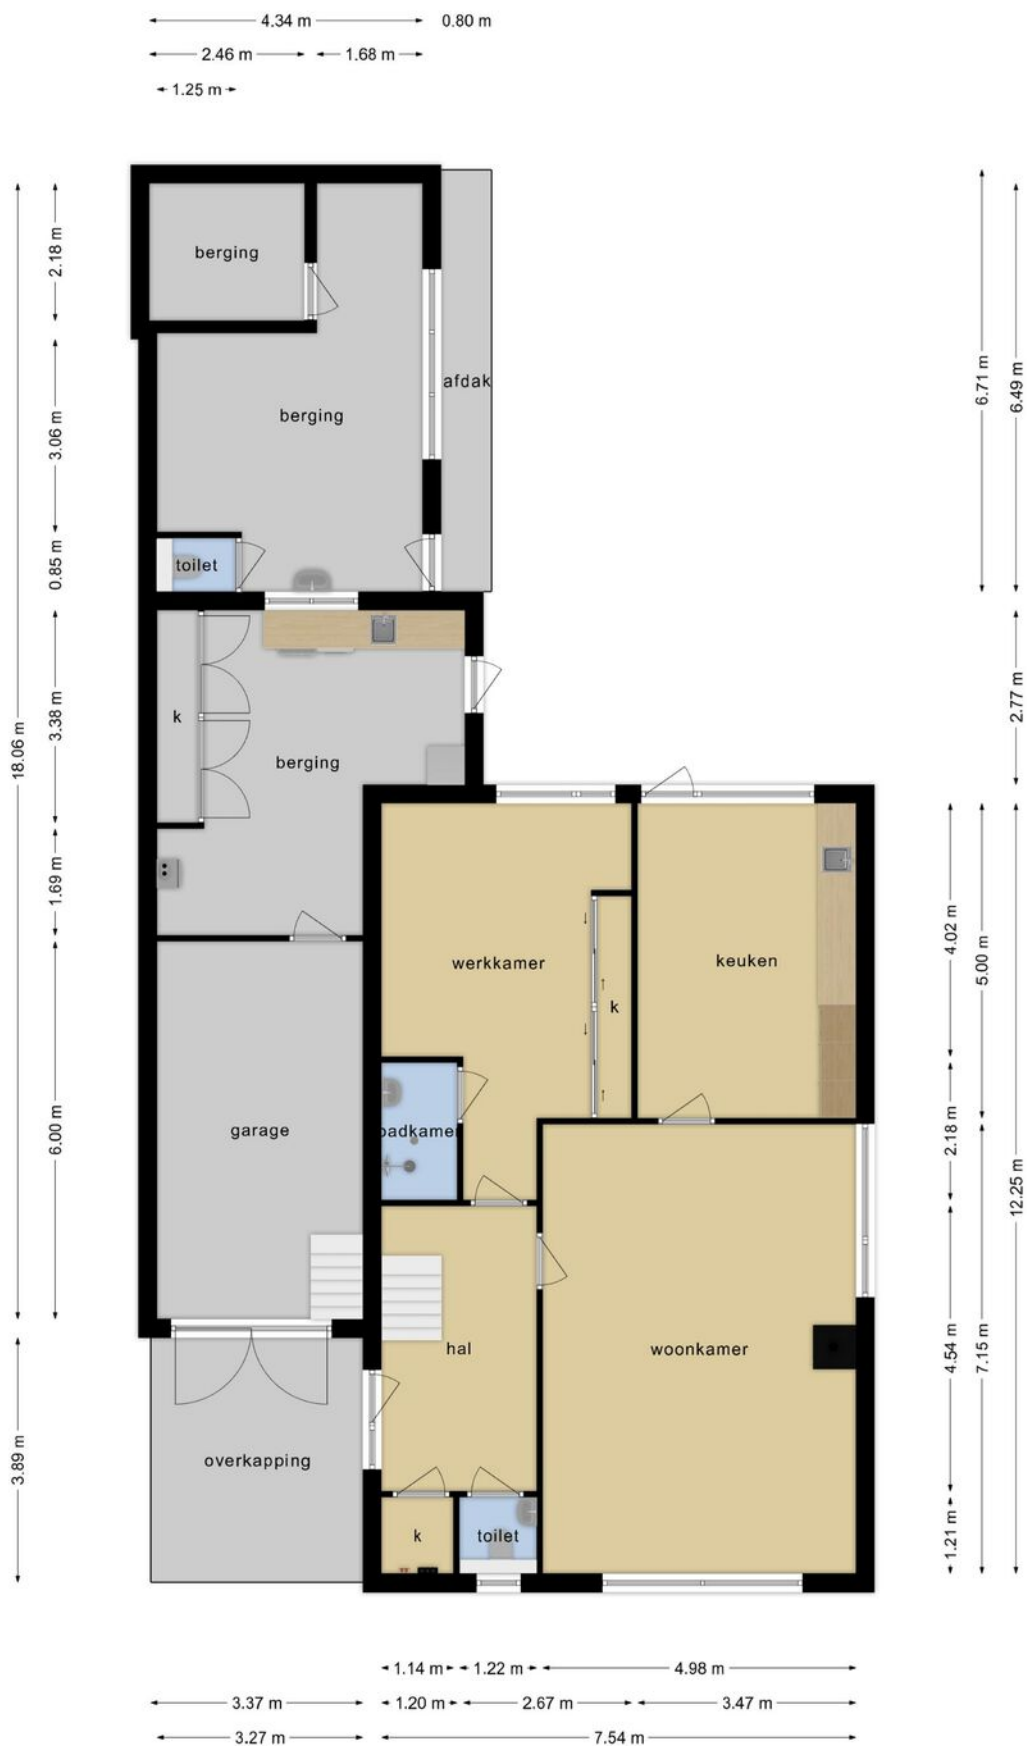 4.34 m 0.80 m
2.46 m 1.68 m
1.25 m
berging
2.18 m
6.71 m
6.49 m
afdak
berging
3.06 m
toilet
0.85 m
k
berging
3.38 m
2.77 m
18.06 m
1.69 m
werkkamer
keuken
k
4.02 m
5.00 m
garage
badkamer
6.00 m
2.18 m
12.25 m
hal
woonkamer
4.54 m
7.15 m
overkapping
3.89 m
k
toilet
1.21 m
1.14 m 1.22 m 4.98 m
3.37 m 1.20 m 2.67 m 3.47 m
3.27 m 7.54 m